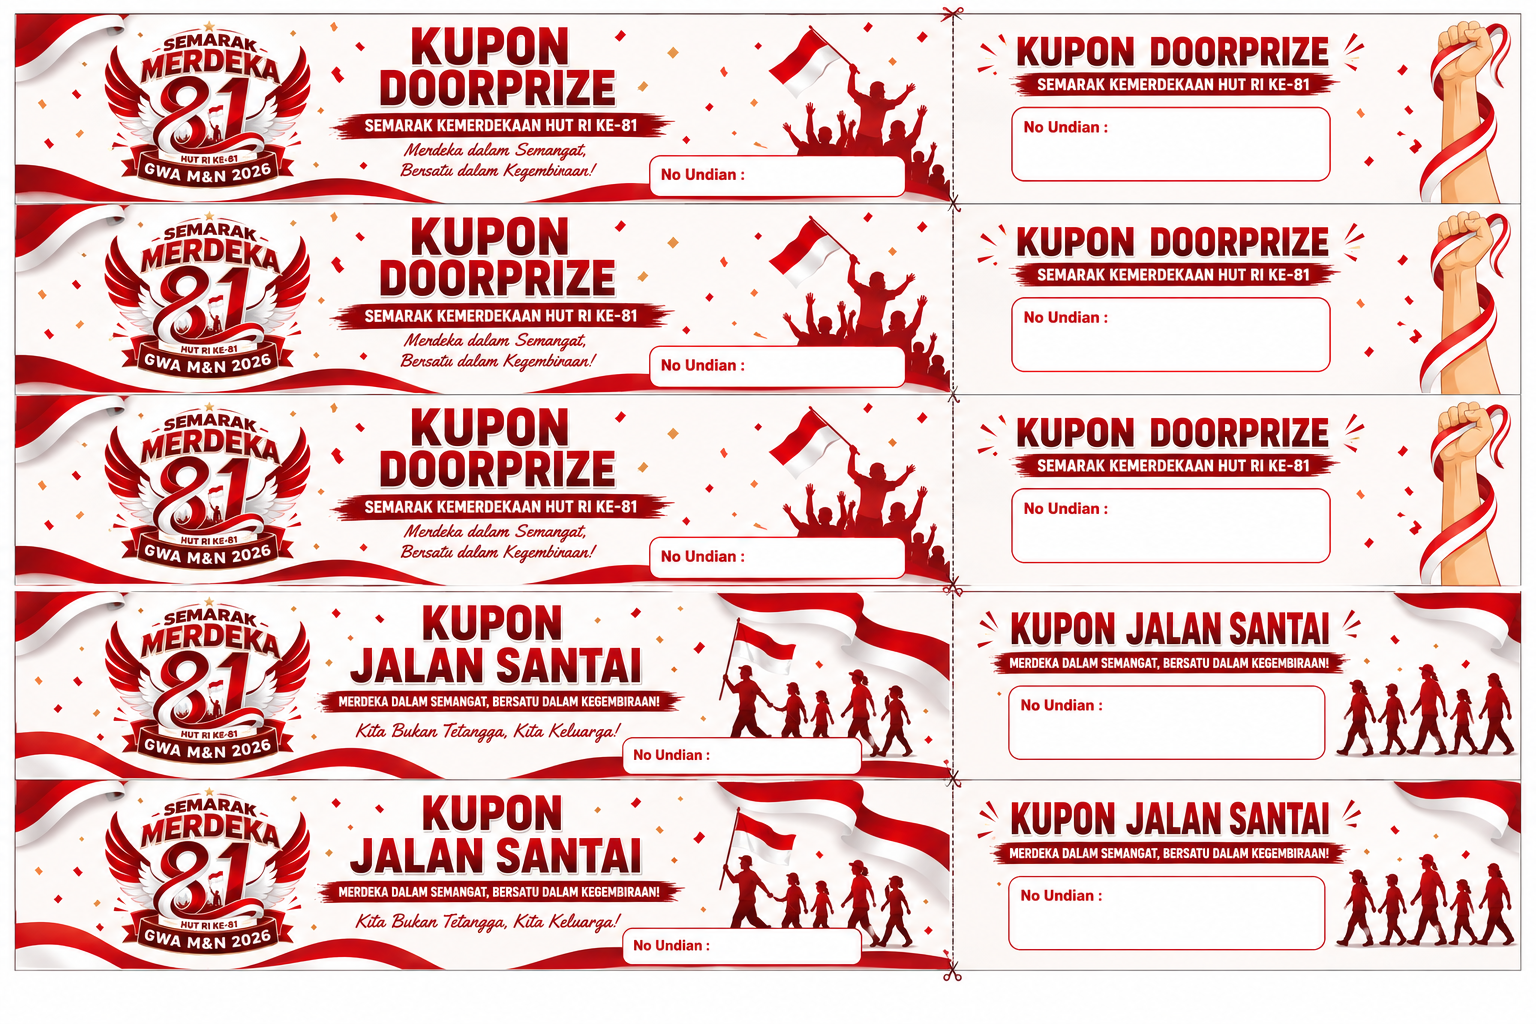 SEMARAK
MERDEKA
81
HUT RI KE-81
GWA M&N 2026
KUPON
DOORPRIZE
SEMARAK KEMERDEKAAN HUT RI KE-81
Merdeka dalam Semangat,
Bersatu dalam Kegembiraan!
No Undian :
KUPON DOORPRIZE
SEMARAK KEMERDEKAAN HUT RI KE-81
No Undian :
SEMARAK
MERDEKA
81
HUT RI KE-81
GWA M&N 2026
KUPON
DOORPRIZE
SEMARAK KEMERDEKAAN HUT RI KE-81
Merdeka dalam Semangat,
Bersatu dalam Kegembiraan!
No Undian :
KUPON DOORPRIZE
SEMARAK KEMERDEKAAN HUT RI KE-81
No Undian :
SEMARAK
MERDEKA
81
HUT RI KE-81
GWA M&N 2026
KUPON
DOORPRIZE
SEMARAK KEMERDEKAAN HUT RI KE-81
Merdeka dalam Semangat,
Bersatu dalam Kegembiraan!
No Undian :
KUPON DOORPRIZE
SEMARAK KEMERDEKAAN HUT RI KE-81
No Undian :
SEMARAK
MERDEKA
81
HUT RI KE-81
GWA M&N 2026
KUPON
JALAN SANTAI
MERDEKA DALAM SEMANGAT, BERSATU DALAM KEGEMBIRAAN!
Kita Bukan Tetangga, Kita Keluarga!
No Undian :
KUPON JALAN SANTAI
MERDEKA DALAM SEMANGAT, BERSATU DALAM KEGEMBIRAAN!
No Undian :
SEMARAK
MERDEKA
81
HUT RI KE-81
GWA M&N 2026
KUPON
JALAN SANTAI
MERDEKA DALAM SEMANGAT, BERSATU DALAM KEGEMBIRAAN!
Kita Bukan Tetangga, Kita Keluarga!
No Undian :
KUPON JALAN SANTAI
MERDEKA DALAM SEMANGAT, BERSATU DALAM KEGEMBIRAAN!
No Undian :